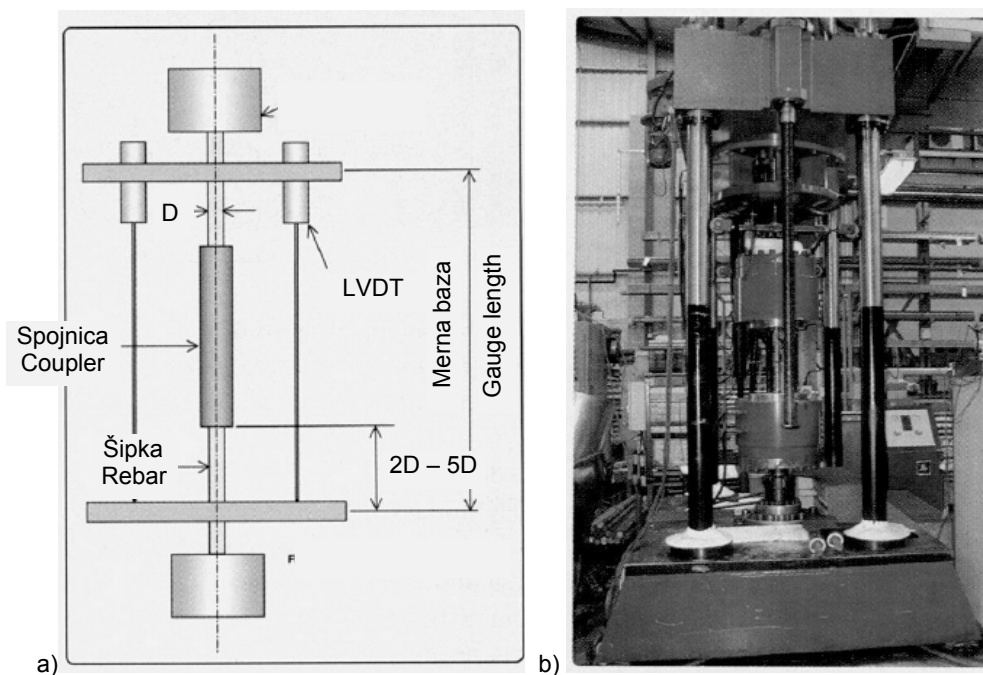 D
LVDT
Merna baza
Gauge length
Spojnica
Coupler
Šipka
Rebar
2D – 5D
F
a)
b)